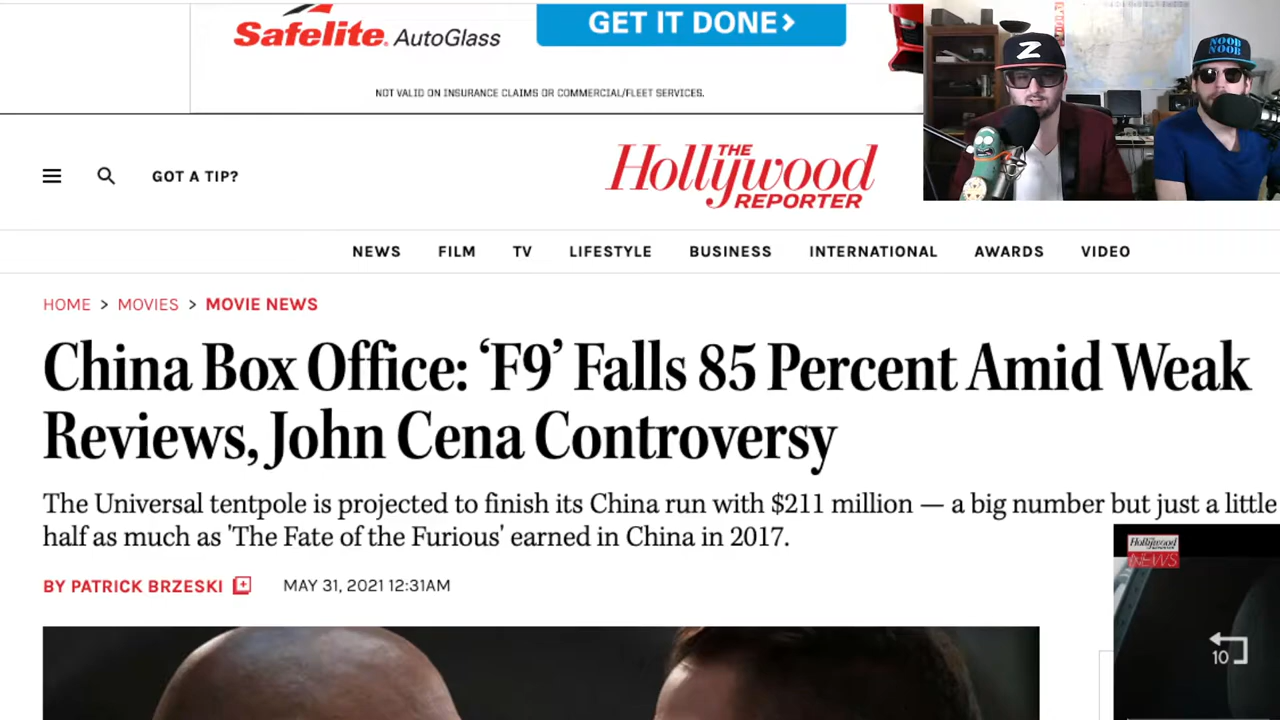 Safelite AutoGlass
GET IT DONE>
NOT VALID ON INSURANCE CLAIMS OR COMMERCIAL/FLEET SERVICES.
Z
NOOB
NOOB
GOT A TIP?
THE
Hollywood
REPORTER
NEWS FILM TV LIFESTYLE BUSINESS INTERNATIONAL AWARDS VIDEO
HOME > MOVIES > MOVIE NEWS
China Box Office: ‘F9’ Falls 85 Percent Amid Weak
Reviews, John Cena Controversy
The Universal tentpole is projected to finish its China run with $211 million — a big number but just a little
half as much as 'The Fate of the Furious' earned in China in 2017.
BY PATRICK BRZESKI MAY 31, 2021 12:31AM
Hollywood
NEWS
10